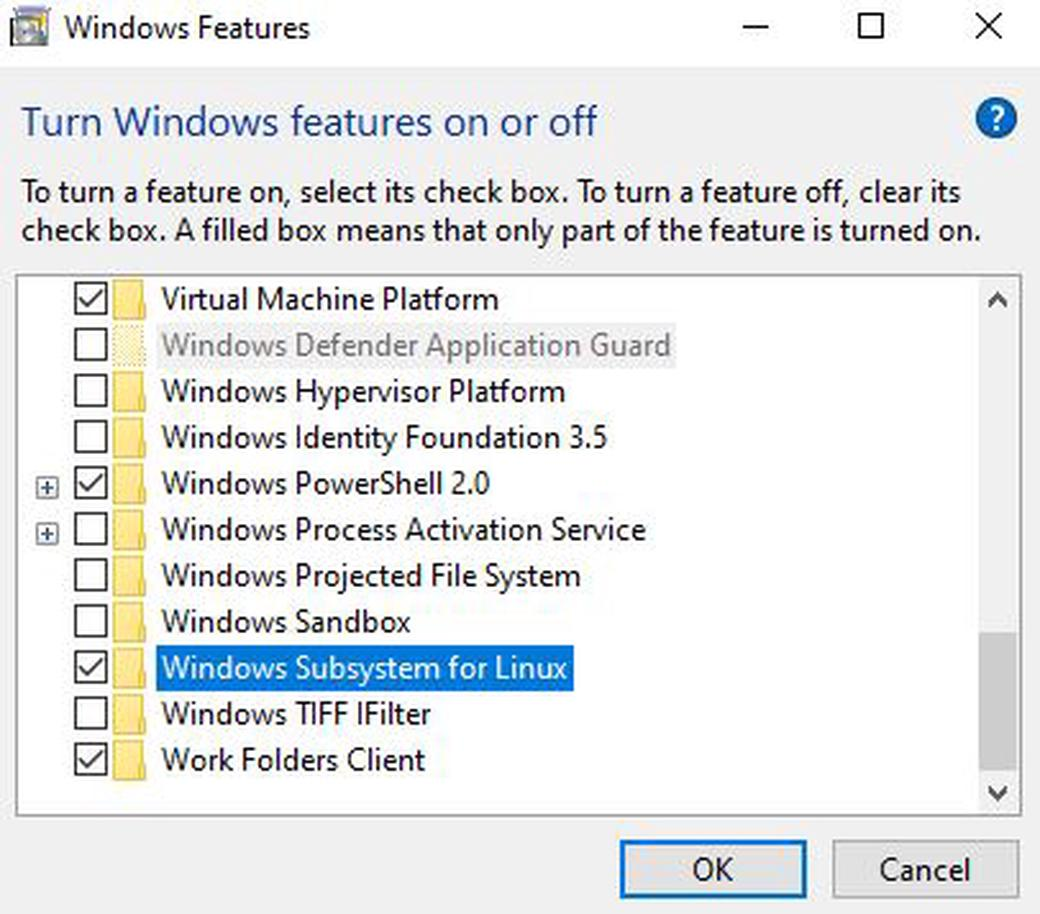 Windows Features
Turn Windows features on or off
?
To turn a feature on, select its check box. To turn a feature off, clear its
check box. A filled box means that only part of the feature is turned on.
Virtual Machine Platform
Windows Defender Application Guard
Windows Hypervisor Platform
Windows Identity Foundation 3.5
Windows PowerShell 2.0
Windows Process Activation Service
Windows Projected File System
Windows Sandbox
Windows Subsystem for Linux
Windows TIFF IFilter
Work Folders Client
OK Cancel